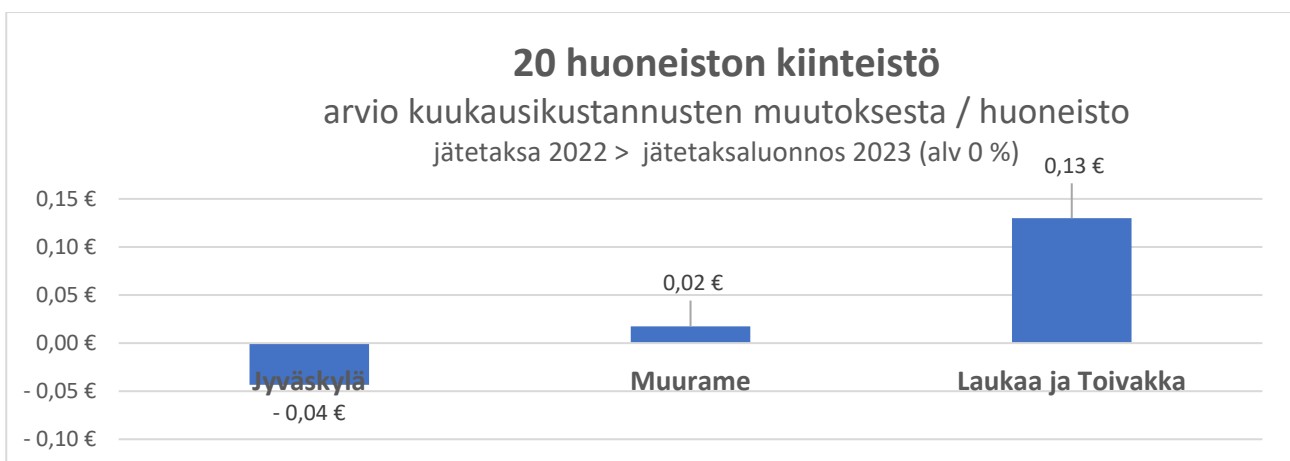 20 huoneiston kiinteistö
arvio kuukausikustannusten muutoksesta / huoneisto
jätetaksa 2022 > jätetaksaluonnos 2023 (alv 0 %)
0,13 €
0,15 €
0,10 €
0,02 €
0,05 €
0,00 €
Jyväskylä Muurame Laukaa ja Toivakka
- 0,05 €
- 0,04 €
- 0,10 €